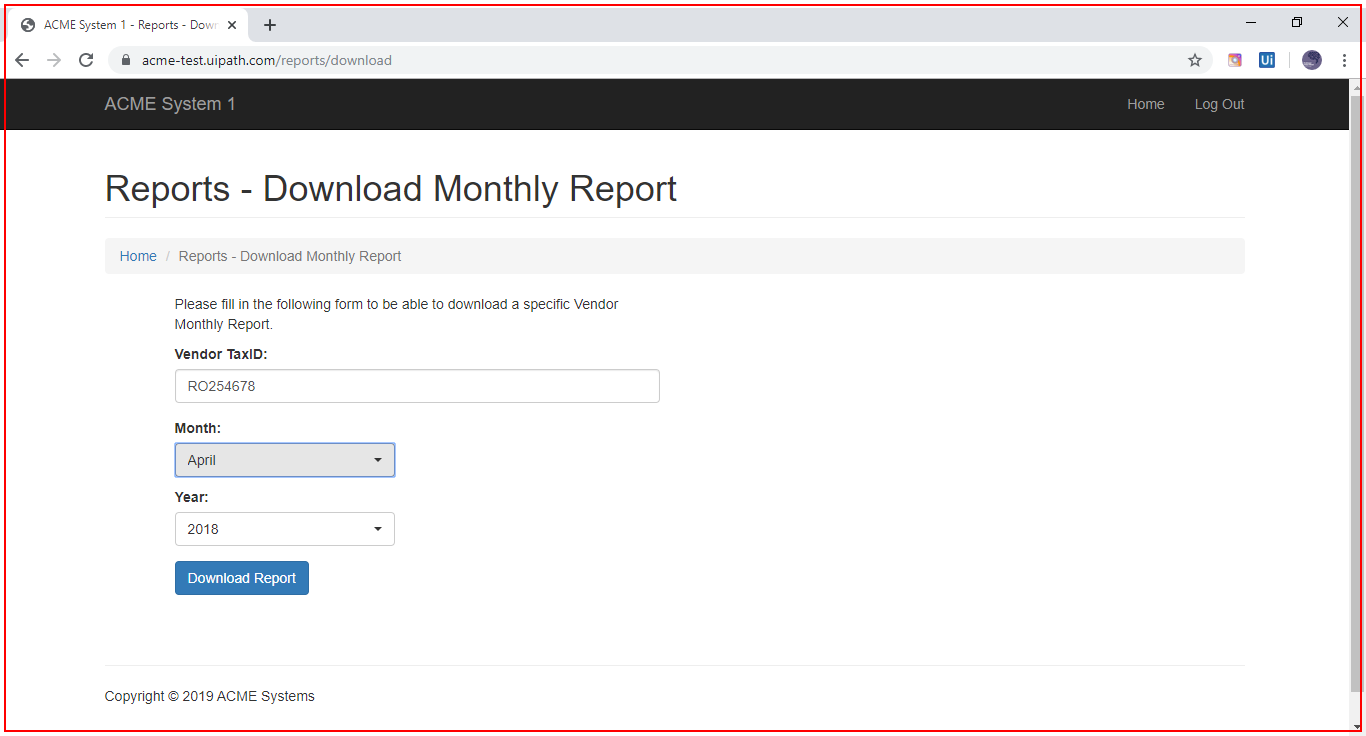 ACME System 1 - Reports - Down
acme-test.uipath.com/reports/download
Ui
ACME System 1
Home
Log Out
Reports - Download Monthly Report
Home / Reports - Download Monthly Report
Please fill in the following form to be able to download a specific Vendor
Monthly Report.
Vendor TaxID:
RO254678
Month:
April
Year:
2018
Download Report
Copyright © 2019 ACME Systems